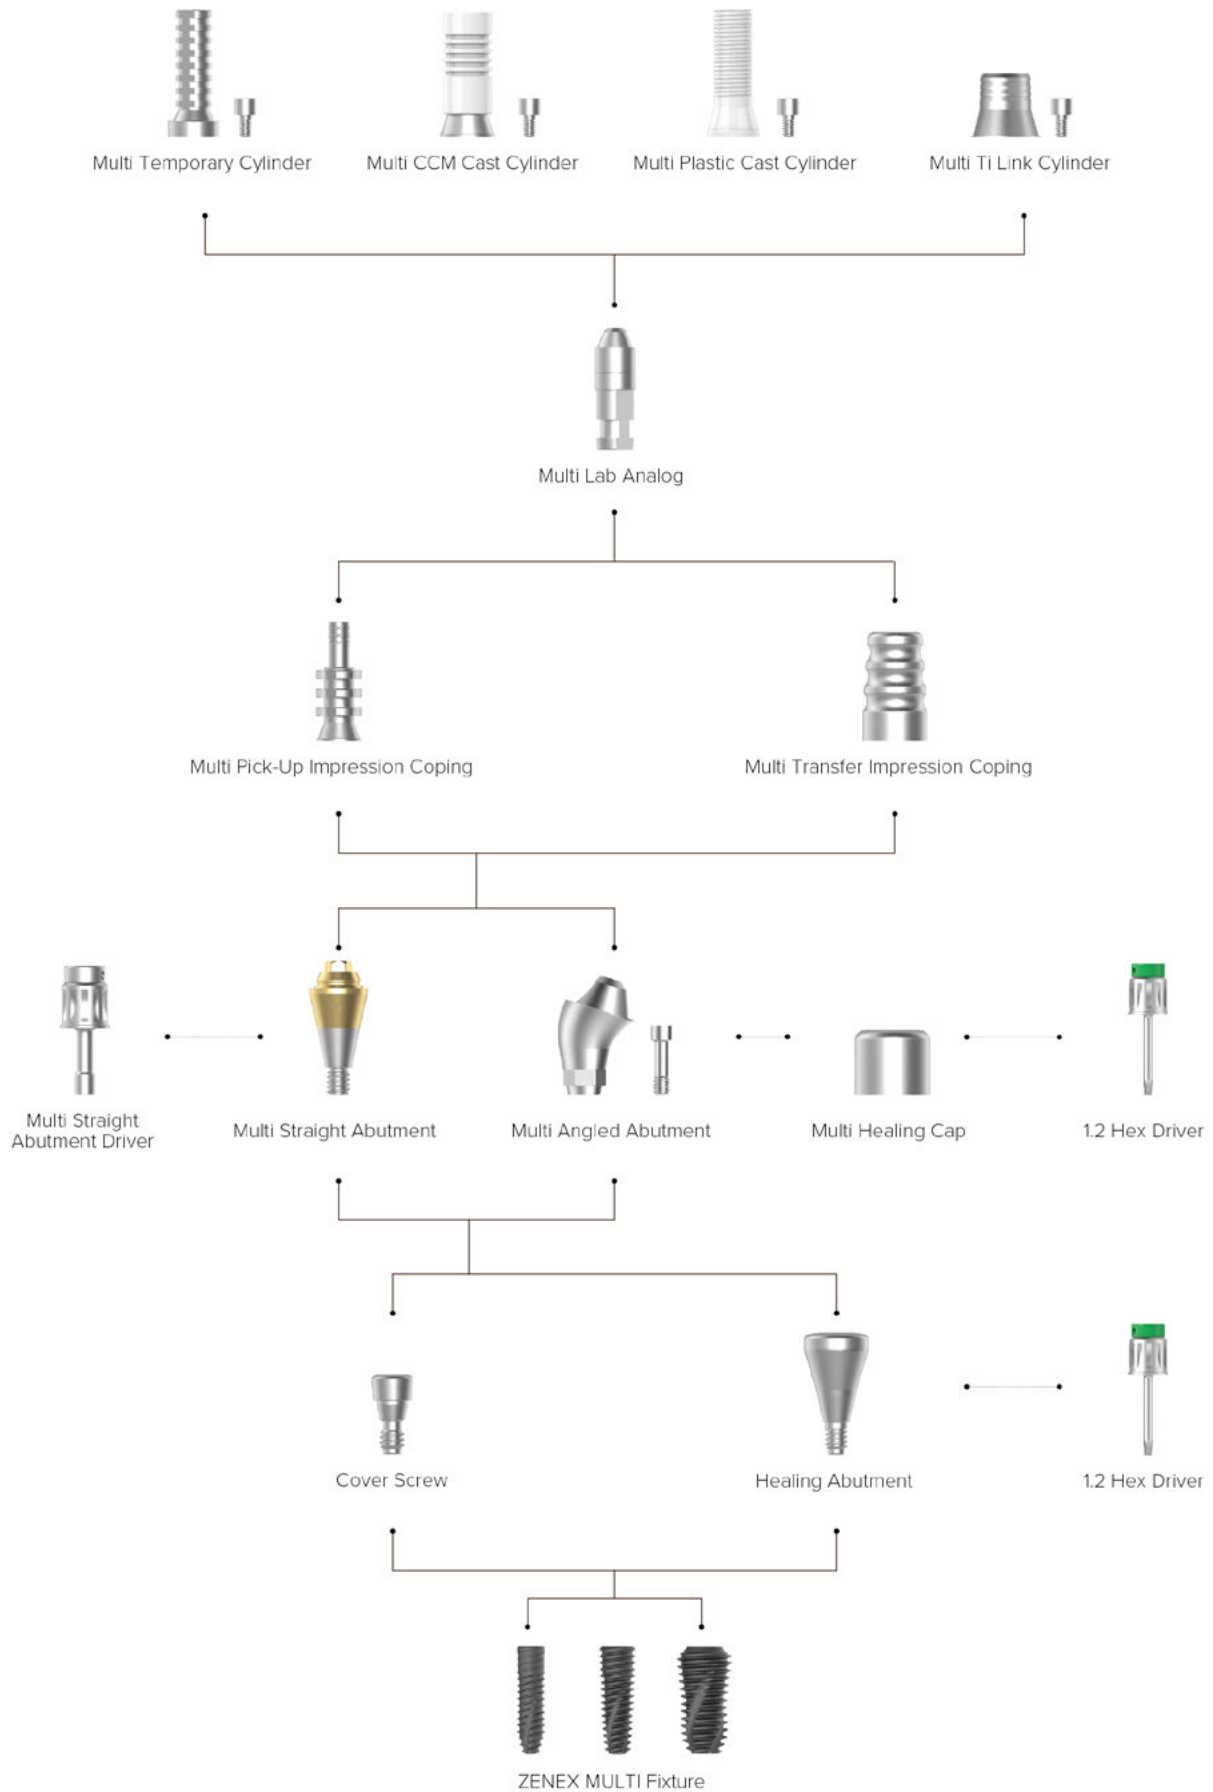 Multi Temporary Cylinder
Multi CCM Cast Cylinder
Multi Plastic Cast Cylinder
Multi Ti Link Cylinder
Multi Lab Analog
Multi Pick-Up Impression Coping
Multi Transfer Impression Coping
Multi Straight
Abutment Driver
Multi Straight Abutment
Multi Angled Abutment
Multi Healing Cap
1.2 Hex Driver
Cover Screw
Healing Abutment
1.2 Hex Driver
ZENEX MULTI Fixture